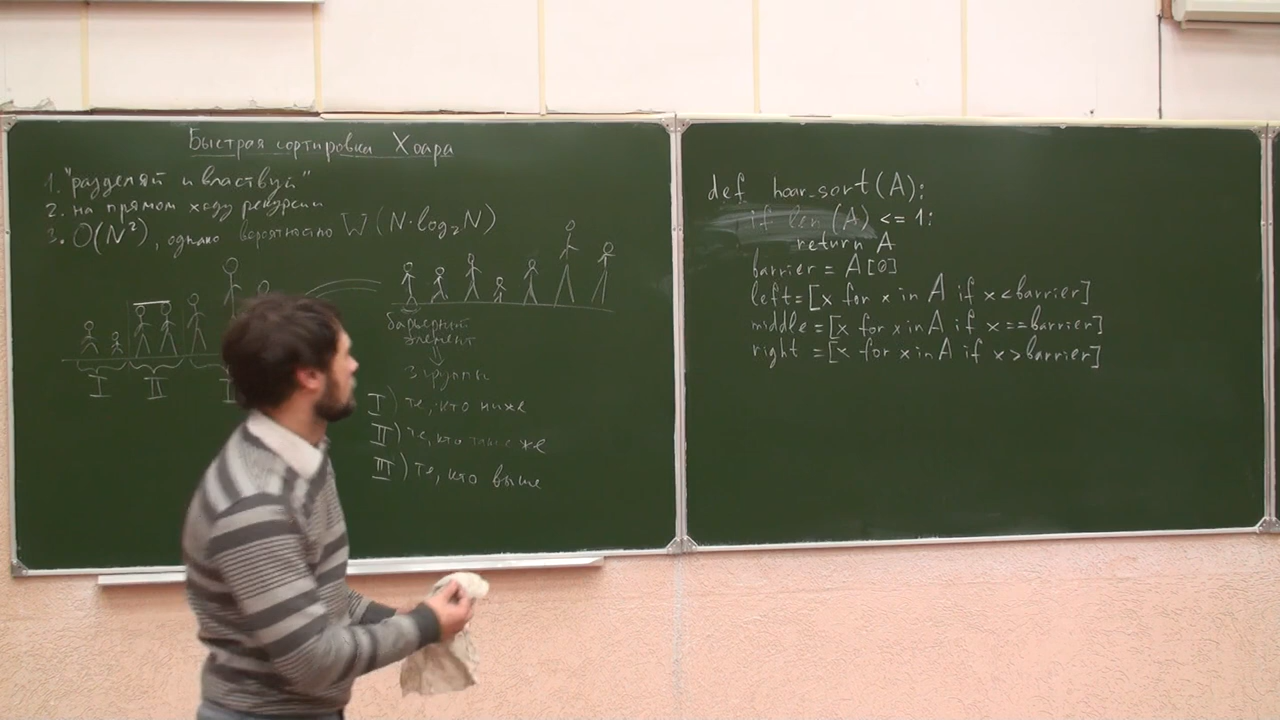 Быстрая сортировка Хоара
1. "разделяй и властвуй"
2. на прямом ходу рекурсии
3. O(N²), однако вероятностно W(N·log₂N)
I II
барьерный
элемент
3 группы
I) те, кто ниже
II) те, кто такие же
III) те, кто выше
def hoar_sort(A):
if len(A) <= 1:
return A
barrier = A[0]
left=[x for x in A if x<barrier]
middle=[x for x in A if x==barrier]
right =[x for x in A if x>barrier]